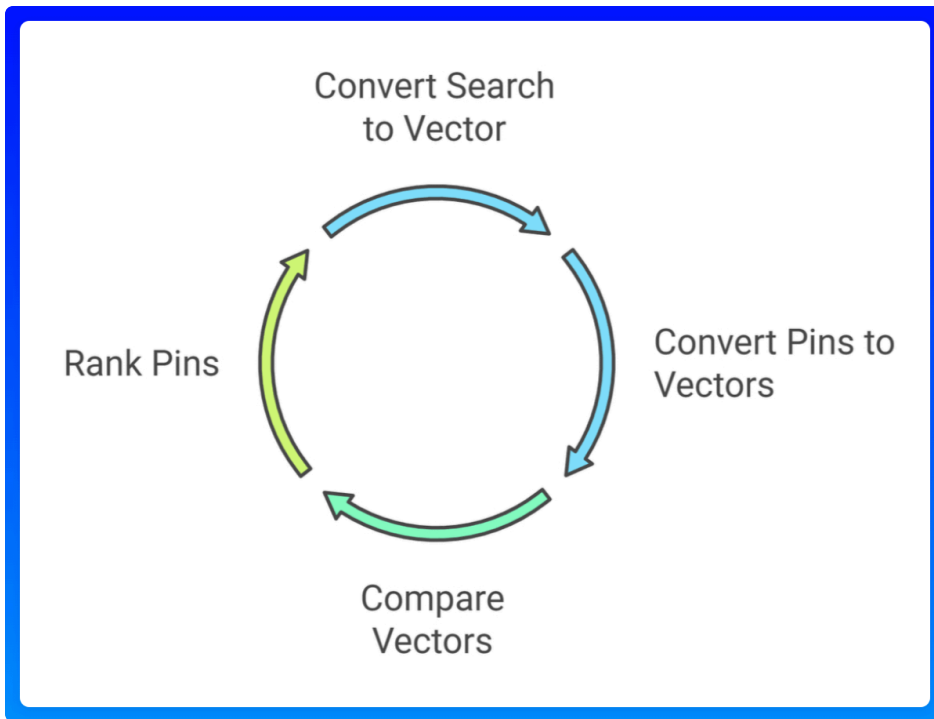 Convert Search
to Vector
Convert Pins to
Vectors
Rank Pins
Compare
Vectors